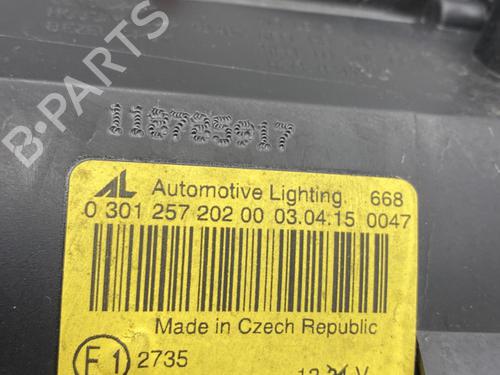 B-PARTS
118785017
AL Automotive Lighting. 668
0 301 257 202 00 03.04.15 0047
Made in Czech Republic
E1 2735